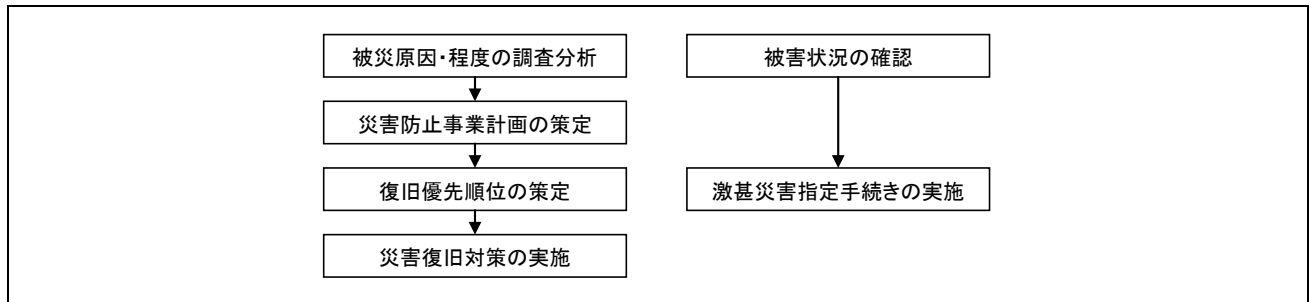 被災原因・程度の調査分析
災害防止事業計画の策定
復旧優先順位の策定
災害復旧対策の実施
被害状況の確認
激甚災害指定手続きの実施